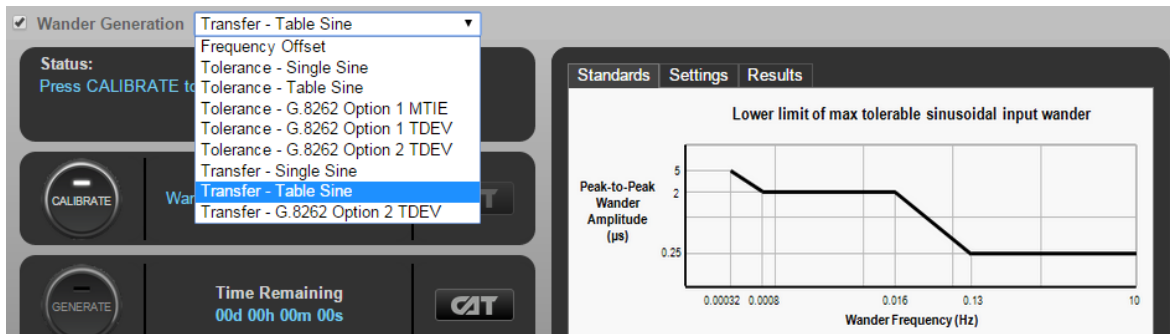 Wander Generation Transfer - Table Sine
Frequency Offset
Tolerance - Single Sine
Tolerance - Table Sine
Tolerance - G.8262 Option 1 MTIE
Tolerance - G.8262 Option 1 TDEV
Tolerance - G.8262 Option 2 TDEV
Transfer - Single Sine
Transfer - Table Sine
Transfer - G.8262 Option 2 TDEV
Status:
Press CALIBRATE
CALIBRATE
GENERATE
Time Remaining
00d 00h 00m 00s
CAT
Standards Settings Results
Lower limit of max tolerable sinusoidal input wander
Peak-to-Peak
Wander
Amplitude
(µs)
5
2
0.25
0.00032 0.0008 0.016 0.13 10
Wander Frequency (Hz)